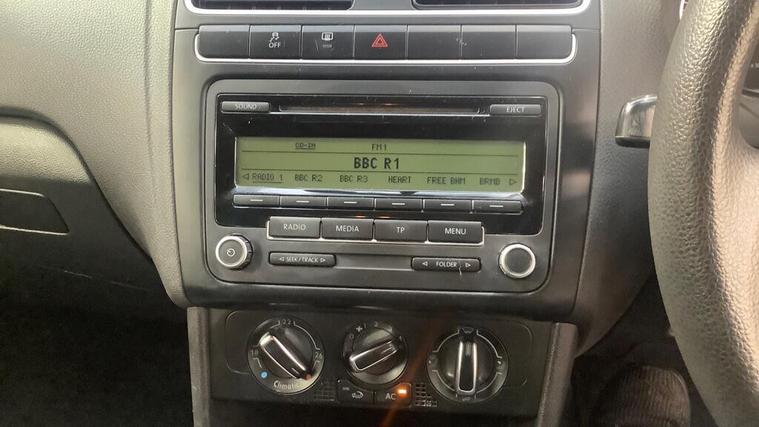 OFF
SOUND
EJECT
CD-IN FM1
BBC R1
RADIO 1 BBC R2 BBC R3 HEART FREE BHM BRMB
RADIO MEDIA TP MENU
SEEK / TRACK FOLDER
22
Climatic
AC